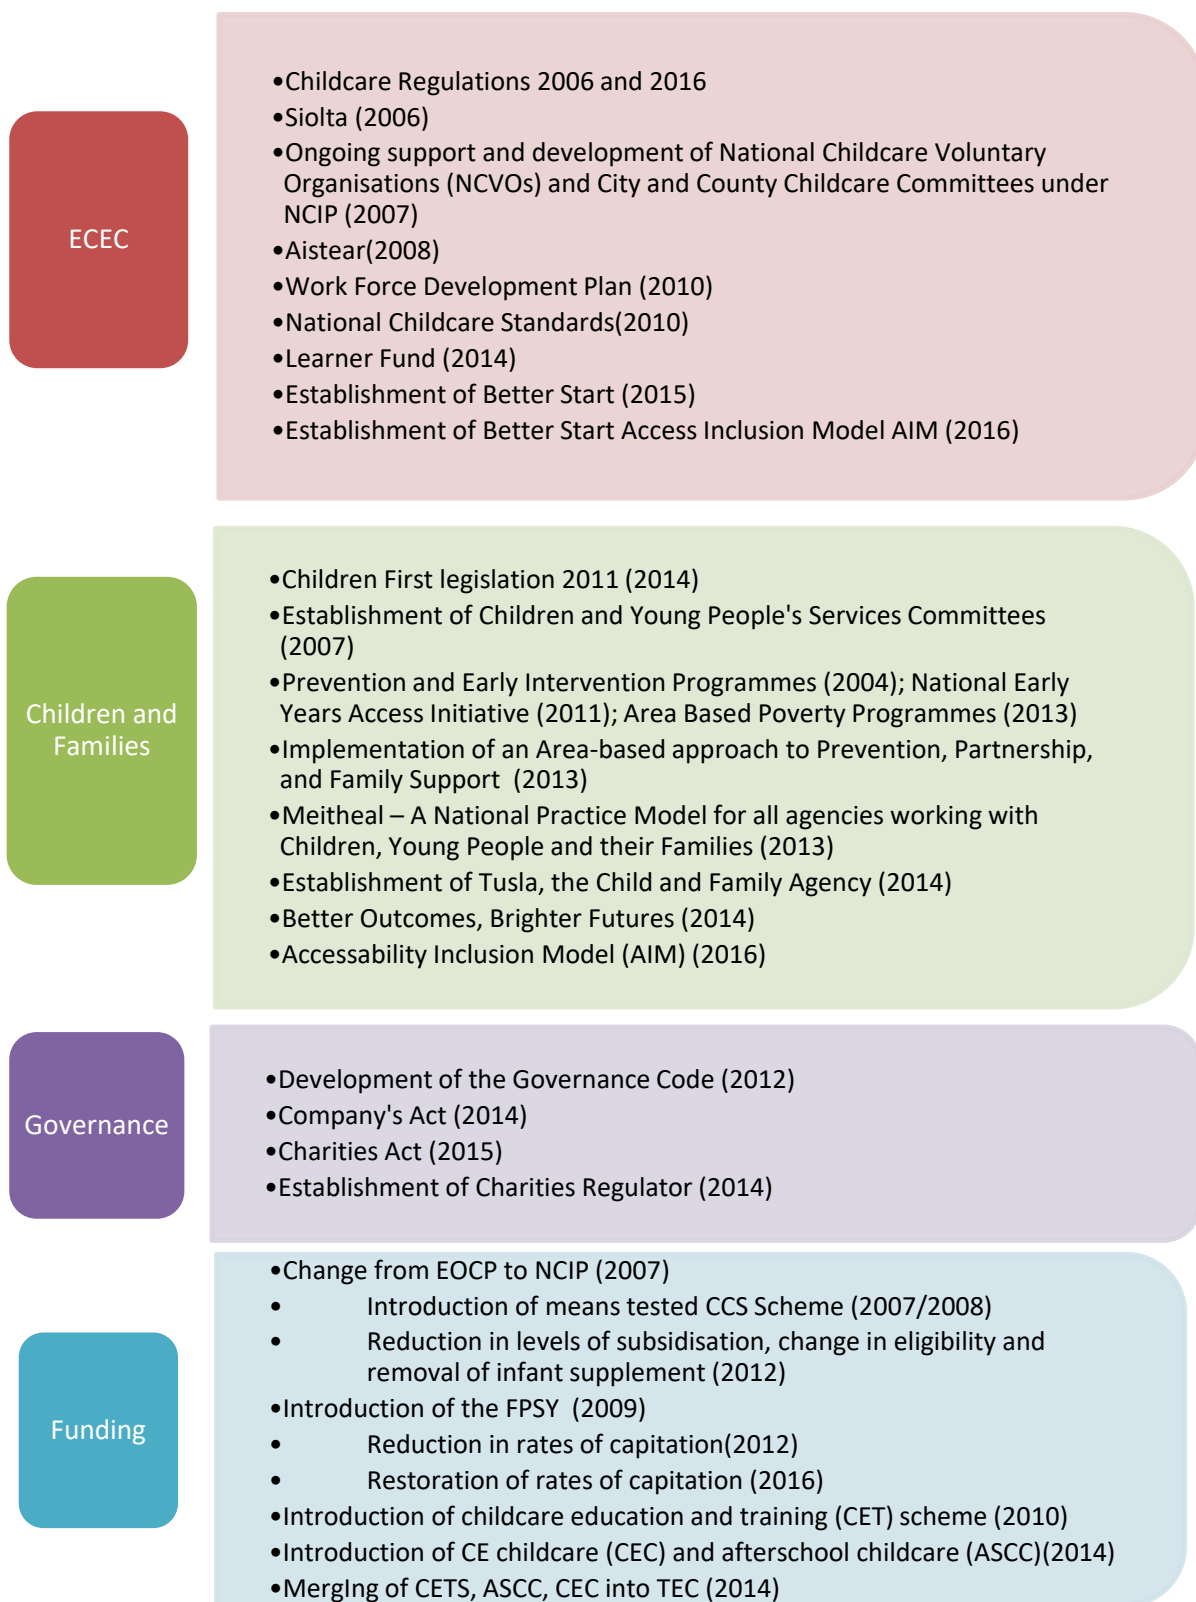 ECEC
•Childcare Regulations 2006 and 2016
•Siolta (2006)
•Ongoing support and development of National Childcare Voluntary
Organisations (NCVOs) and City and County Childcare Committees under
NCIP (2007)
•Aistear(2008)
•Work Force Development Plan (2010)
•National Childcare Standards(2010)
•Learner Fund (2014)
•Establishment of Better Start (2015)
•Establishment of Better Start Access Inclusion Model AIM (2016)
Children and
Families
•Children First legislation 2011 (2014)
•Establishment of Children and Young People's Services Committees
(2007)
•Prevention and Early Intervention Programmes (2004); National Early
Years Access Initiative (2011); Area Based Poverty Programmes (2013)
•Implementation of an Area-based approach to Prevention, Partnership,
and Family Support (2013)
•Meitheal – A National Practice Model for all agencies working with
Children, Young People and their Families (2013)
•Establishment of Tusla, the Child and Family Agency (2014)
•Better Outcomes, Brighter Futures (2014)
•Accessability Inclusion Model (AIM) (2016)
Governance
•Development of the Governance Code (2012)
•Company's Act (2014)
•Charities Act (2015)
•Establishment of Charities Regulator (2014)
Funding
•Change from EOCP to NCIP (2007)
• Introduction of means tested CCS Scheme (2007/2008)
• Reduction in levels of subsidisation, change in eligibility and
removal of infant supplement (2012)
•Introduction of the FPSY (2009)
• Reduction in rates of capitation(2012)
• Restoration of rates of capitation (2016)
•Introduction of childcare education and training (CET) scheme (2010)
•Introduction of CE childcare (CEC) and afterschool childcare (ASCC)(2014)
•MergIng of CETS, ASCC, CEC into TEC (2014)